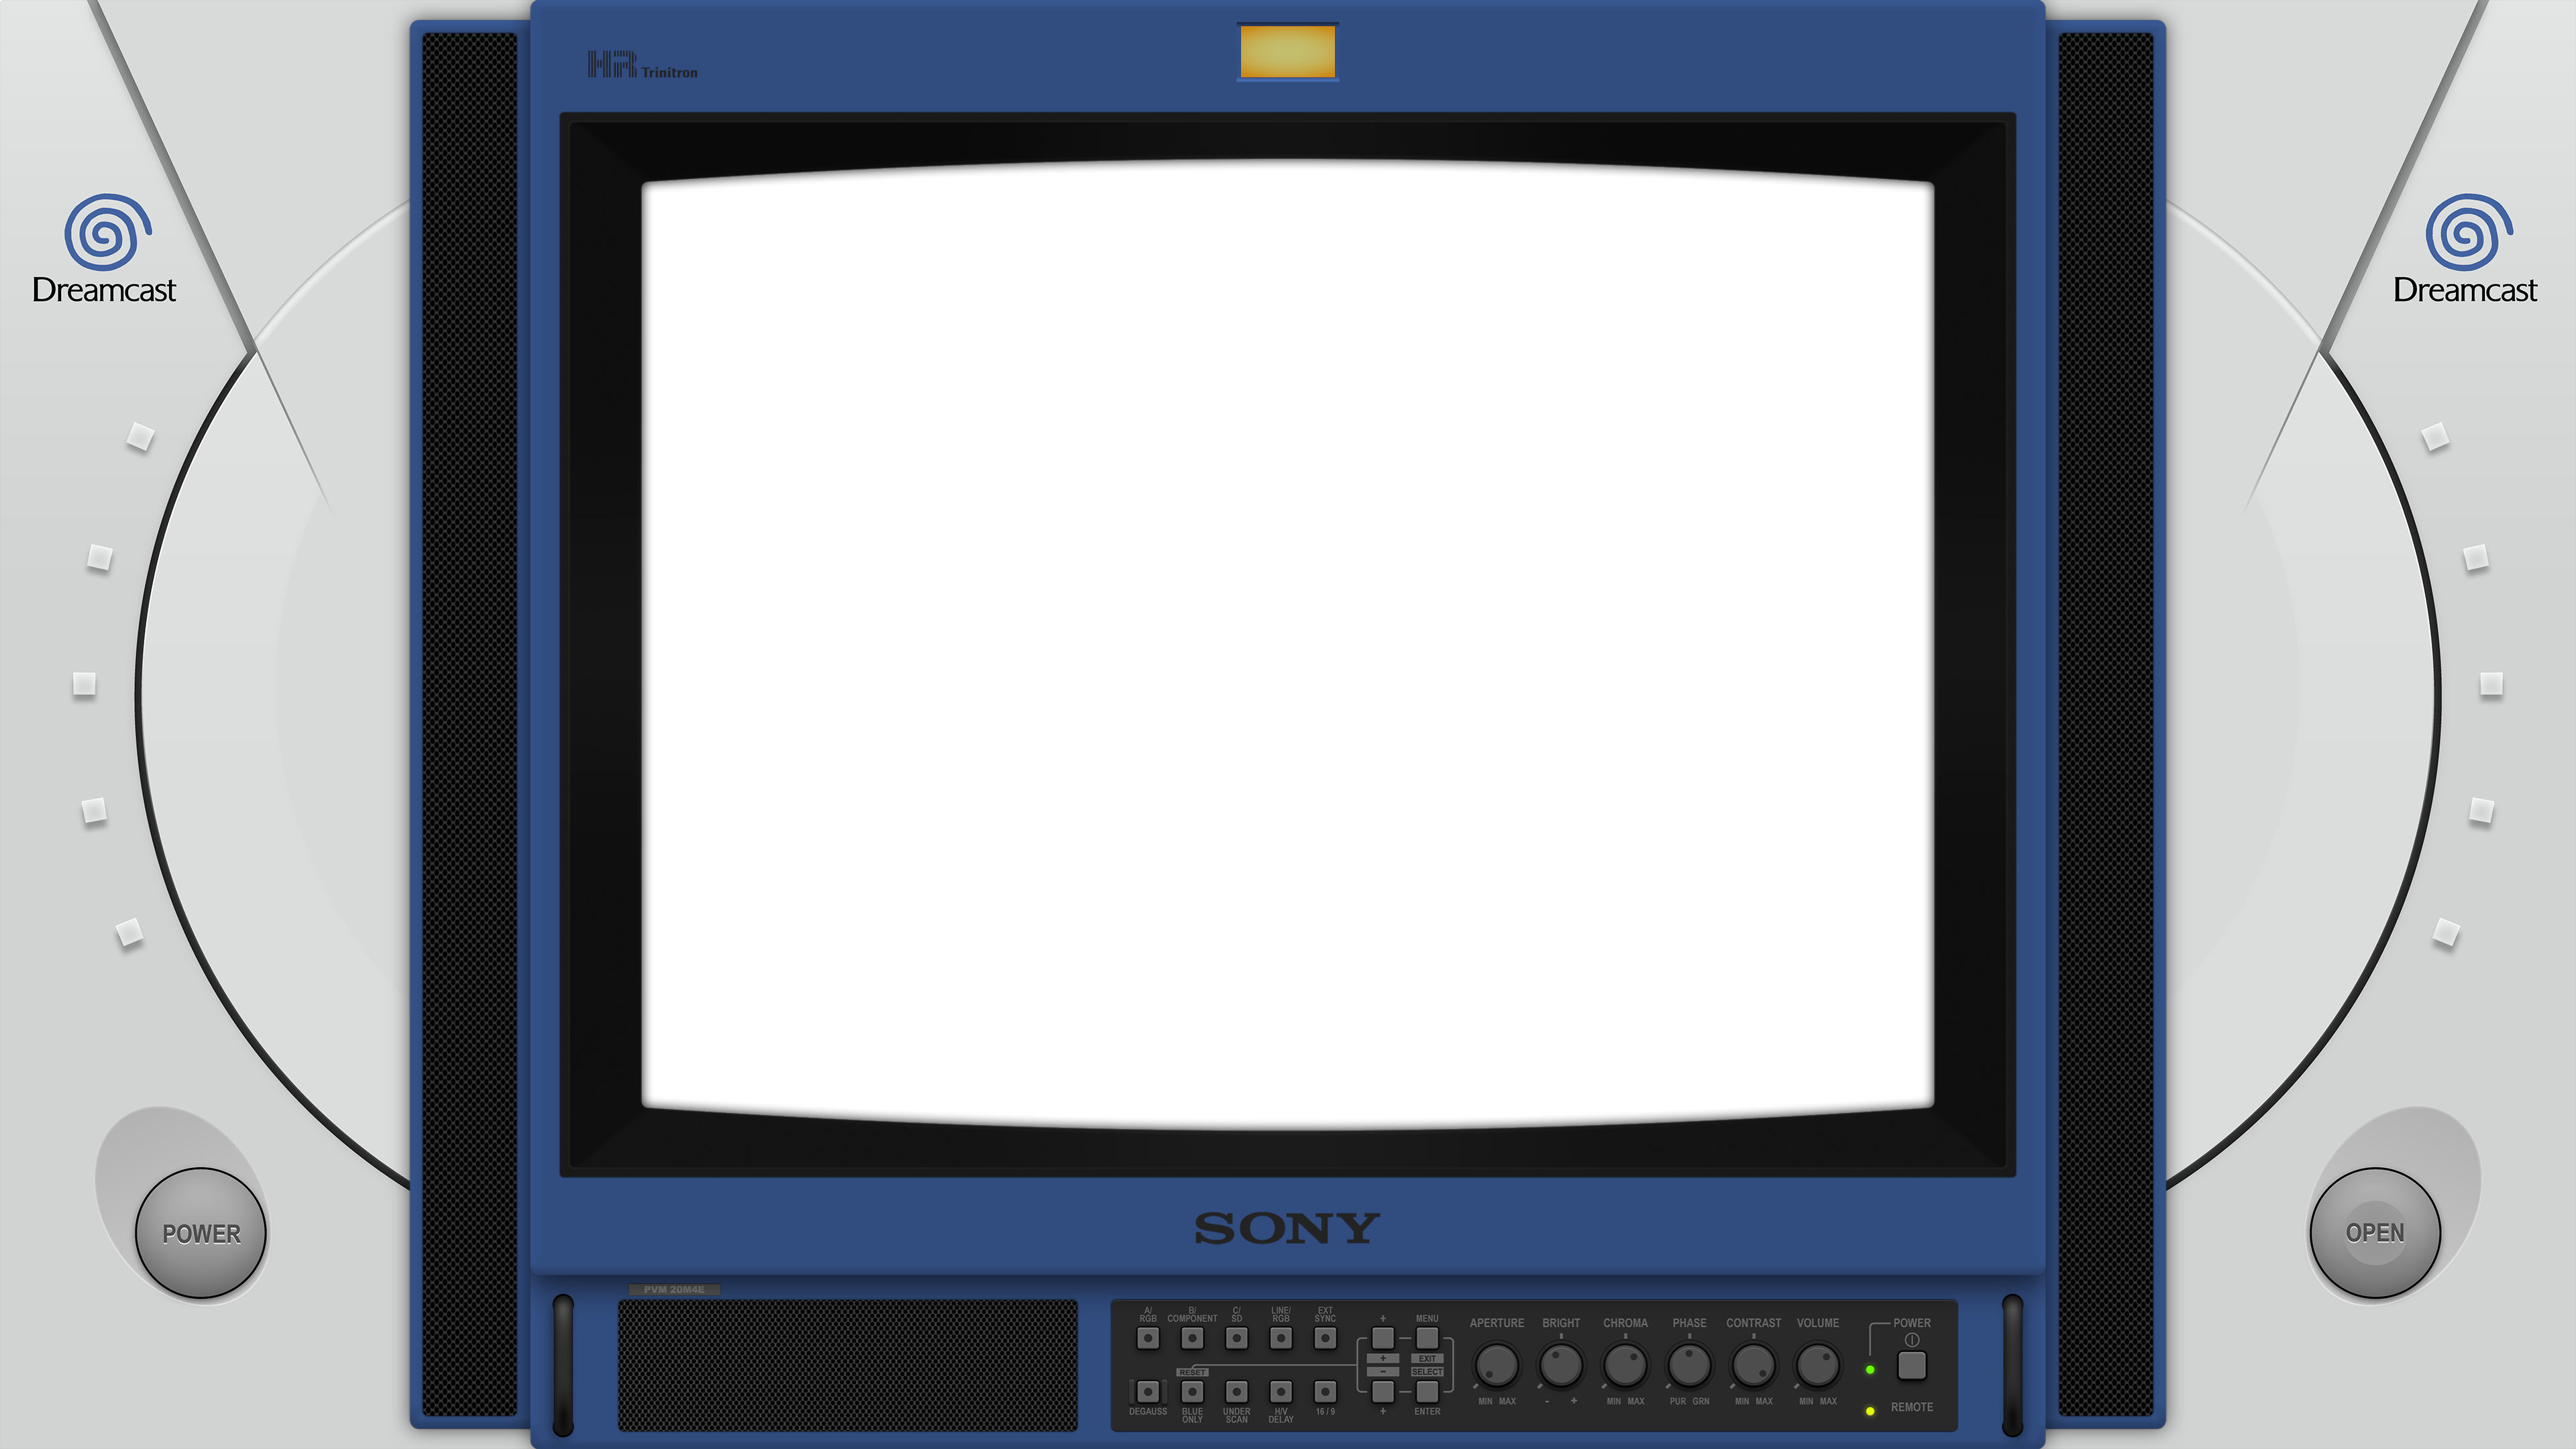 HR Trinitron
Dreamcast
Dreamcast
POWER
OPEN
SONY
PVM 20M4E
A/
RGB
B/
COMPONENT
C/
SD
LINE/
RGB
EXT
SYNC
+
MENU
RESET
+
EXIT
−
SELECT
DEGAUSS
BLUE
ONLY
UNDER
SCAN
H/V
DELAY
16 / 9
+
ENTER
APERTURE
BRIGHT
CHROMA
PHASE
CONTRAST
VOLUME
MIN MAX
- +
MIN MAX
PUR GRN
MIN MAX
MIN MAX
POWER
REMOTE